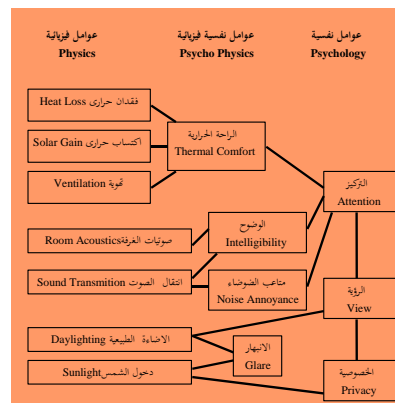 عوامل فيزيائية
Physics
عوامل نفسية فيزيائية
Psycho Physics
عوامل نفسية
Psychology
Heat Loss فقدان حرارى
Solar Gain اكتساب حرارى
Ventilation تهوية
الراحة الحرارية
Thermal Comfort
التركيز
Attention
Room Acoustics صوتيات الغرفة
الوضوح
Intelligibility
Sound Transmition انتقال الصوت
متاعب الضوضاء
Noise Annoyance
الرؤية
View
Daylighting الاضاءة الطبيعية
الانبهار
Glare
Sunlight دخول الشمس
الخصوصية
Privacy